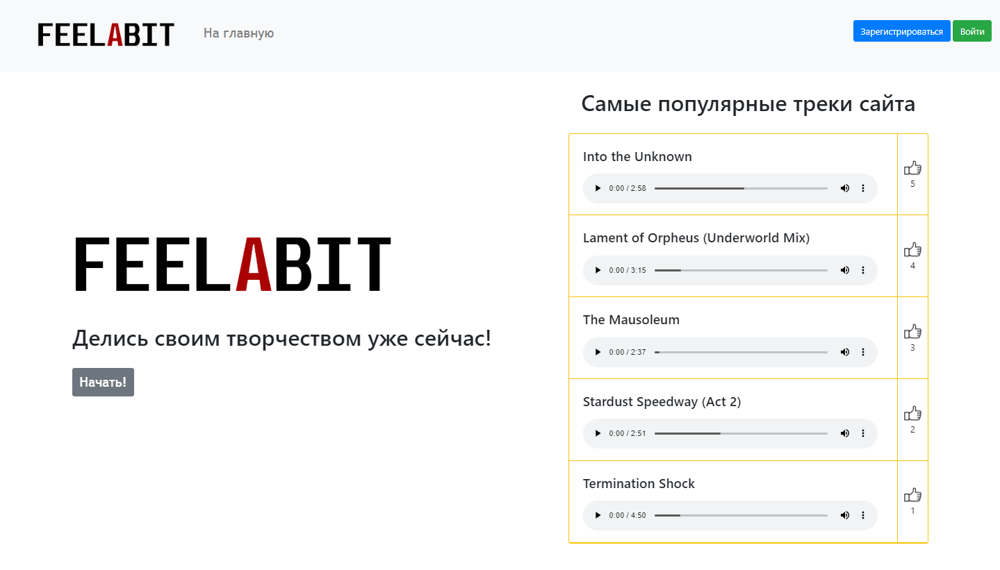 FEELABIT
На главную
Зарегистрироваться
Войти
FEELABIT
Делись своим творчеством уже сейчас!
Начать!
Самые популярные треки сайта
Into the Unknown
0:00 / 2:58
5
Lament of Orpheus (Underworld Mix)
0:00 / 3:15
4
The Mausoleum
0:00 / 2:37
3
Stardust Speedway (Act 2)
0:00 / 2:51
2
Termination Shock
0:00 / 4:50
1